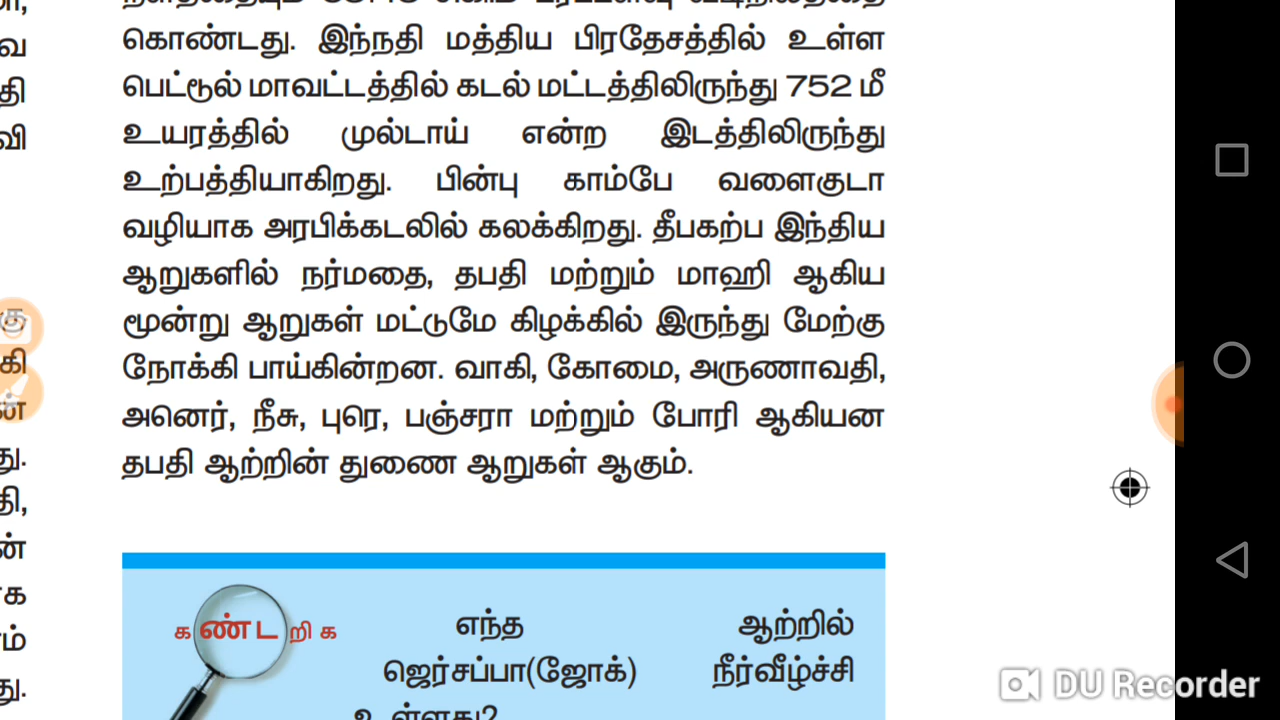 கொண்டது. இந்நதி மத்திய பிரதேசத்தில் உள்ள
பெட்டூல் மாவட்டத்தில் கடல் மட்டத்திலிருந்து 752 மீ
உயரத்தில் முல்டாய் என்ற இடத்திலிருந்து
உற்பத்தியாகிறது. பின்பு காம்பே வளைகுடா
வழியாக அரபிக்கடலில் கலக்கிறது. தீபகற்ப இந்திய
ஆறுகளில் நர்மதை, தபதி மற்றும் மாஹி ஆகிய
மூன்று ஆறுகள் மட்டுமே கிழக்கில் இருந்து மேற்கு
நோக்கி பாய்கின்றன. வாகி, கோமை, அருணாவதி,
அனெர், நீசு, புரெ, பஞ்சரா மற்றும் போரி ஆகியன
தபதி ஆற்றின் துணை ஆறுகள் ஆகும்.
கண்டறிக
எந்த ஆற்றில்
ஜெர்சப்பா(ஜோக்) நீர்வீழ்ச்சி
உள்ளது?
DU Recorder